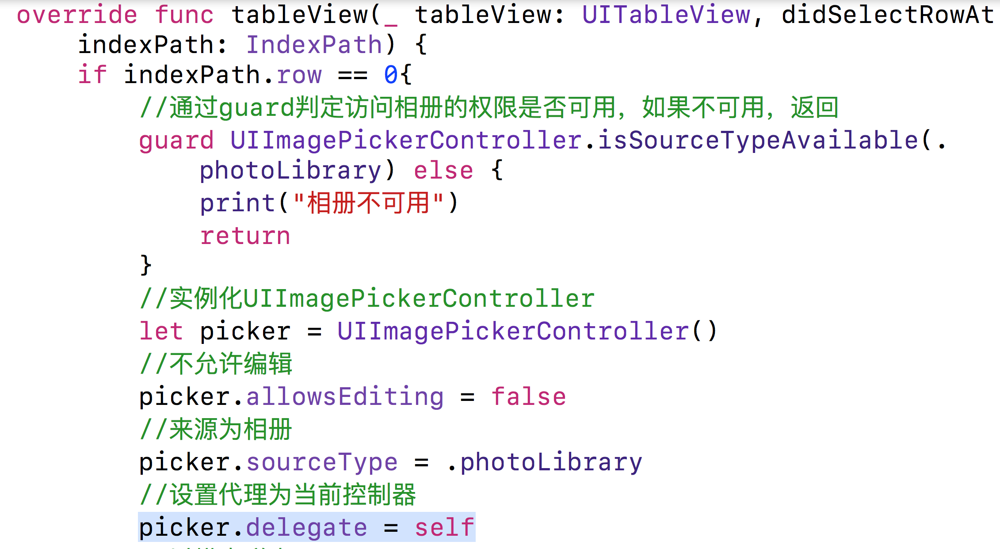 override func tableView(_ tableView: UITableView, didSelectRowAt
indexPath: IndexPath) {
if indexPath.row == 0{
//通过guard判定访问相册的权限是否可用，如果不可用，返回
guard UIImagePickerController.isSourceTypeAvailable(.
photoLibrary) else {
print("相册不可用")
return
}
//实例化UIImagePickerController
let picker = UIImagePickerController()
//不允许编辑
picker.allowsEditing = false
//来源为相册
picker.sourceType = .photoLibrary
//设置代理为当前控制器
picker.delegate = self